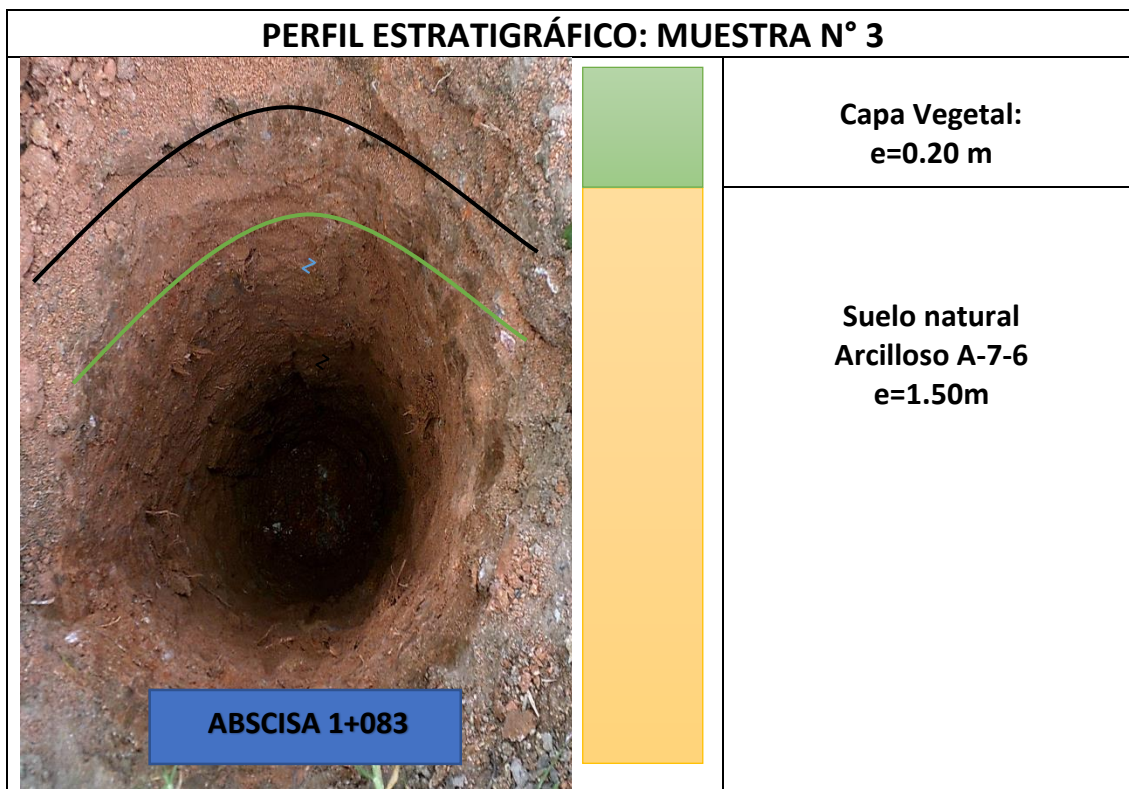 PERFIL ESTRATIGRÁFICO: MUESTRA N° 3
Capa Vegetal:
e=0.20 m
Suelo natural
Arcilloso A-7-6
e=1.50m
Z
Z
ABSCISA 1+083